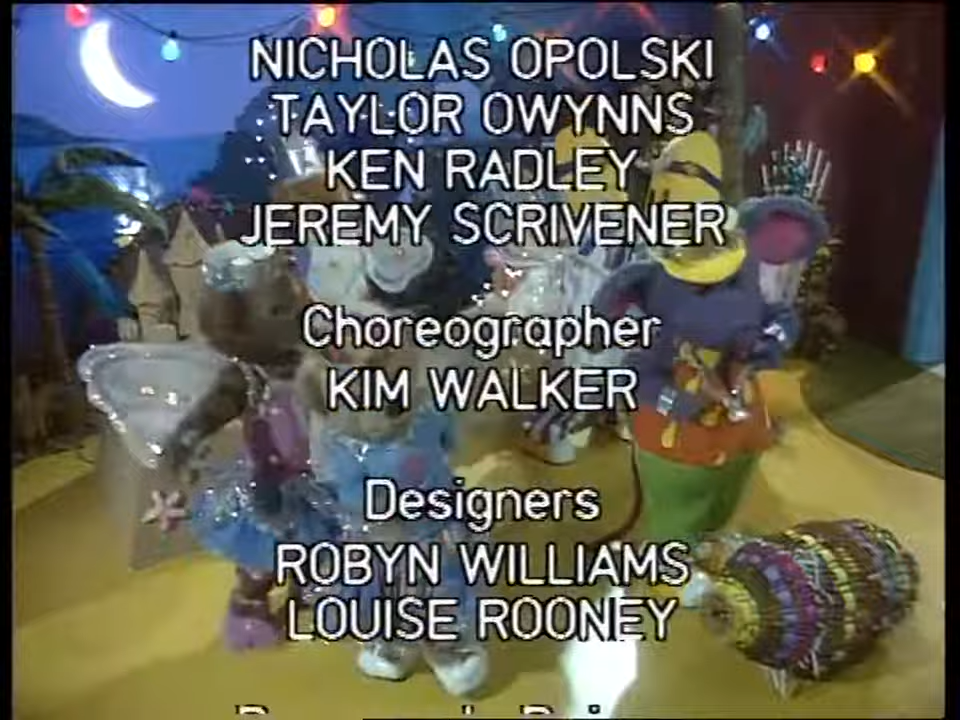 NICHOLAS OPOLSKI
TAYLOR OWYNNS
KEN RADLEY
JEREMY SCRIVENER
Choreographer
KIM WALKER
Designers
ROBYN WILLIAMS
LOUISE ROONEY